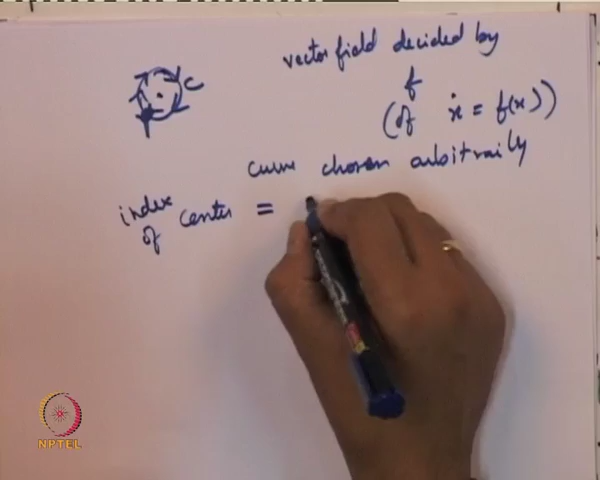 vector field decided by
C
f
(of ẋ = f(x))
curve chosen arbitrarily
index
of center =
NPTEL